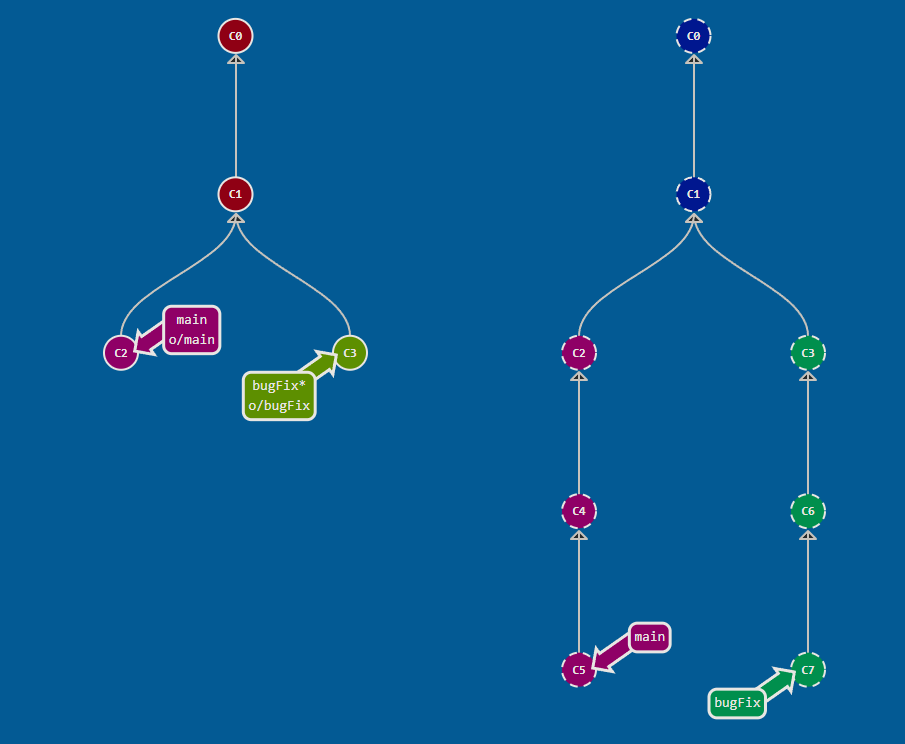 C0
C1
main
o/main
C2
C3
bugFix*
o/bugFix
C0
C1
C2
C3
C4
C6
main
C5
C7
bugFix